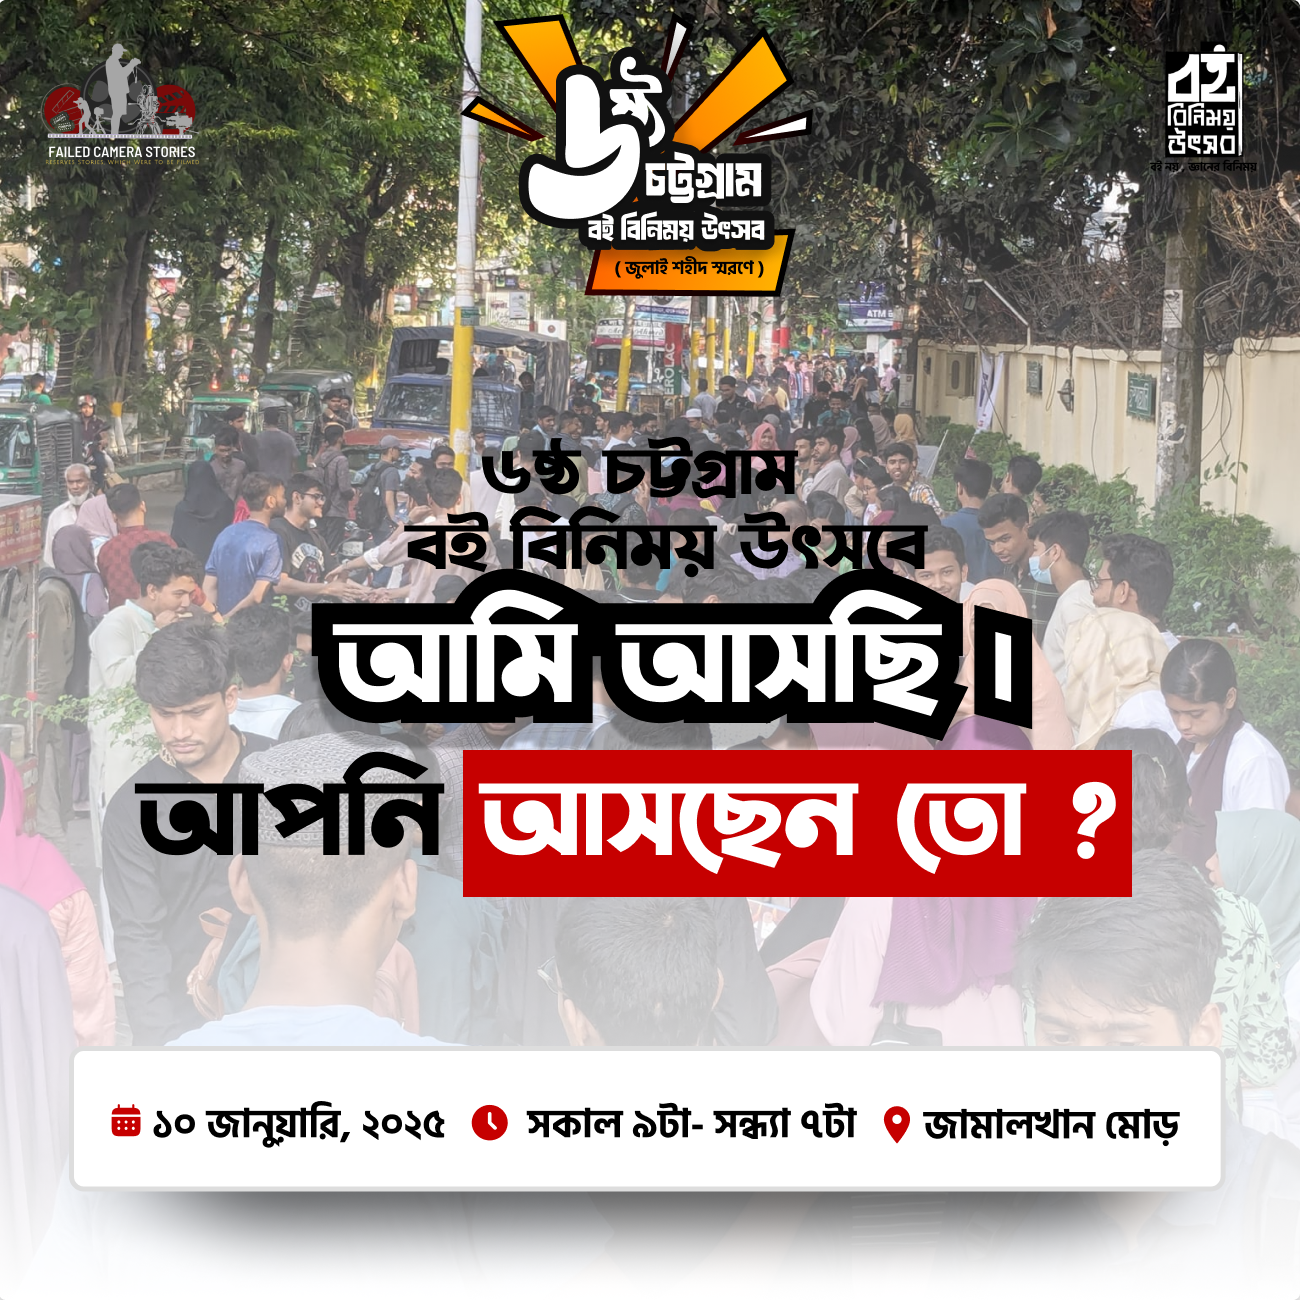 FAILED CAMERA STORIES
RESERVES STORIES, WHICH WERE TO BE FILMED
৬ষ্ঠ
চট্টগ্রাম
বই বিনিময় উৎসব
( জুলাই শহীদ স্মরণে )
বই
বিনিময়
উৎসব
বই নয়, জ্ঞানের বিনিময়
ATM &
৬ষ্ঠ চট্টগ্রাম
বই বিনিময় উৎসবে
আমি আসছি।
আপনি আসছেন তো ?
১০ জানুয়ারি, ২০২৫ সকাল ৯টা- সন্ধ্যা ৭টা জামালখান মোড়